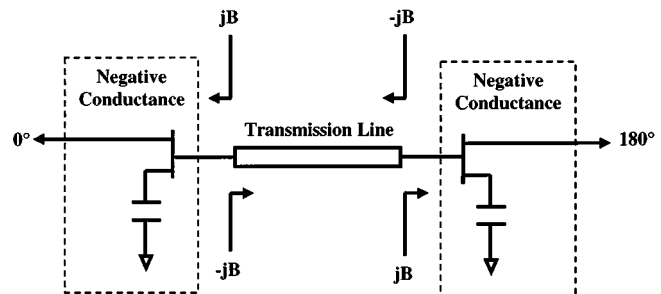 jB
-jB
Negative
Conductance
Negative
Conductance
Transmission Line
0°
180°
-jB
jB